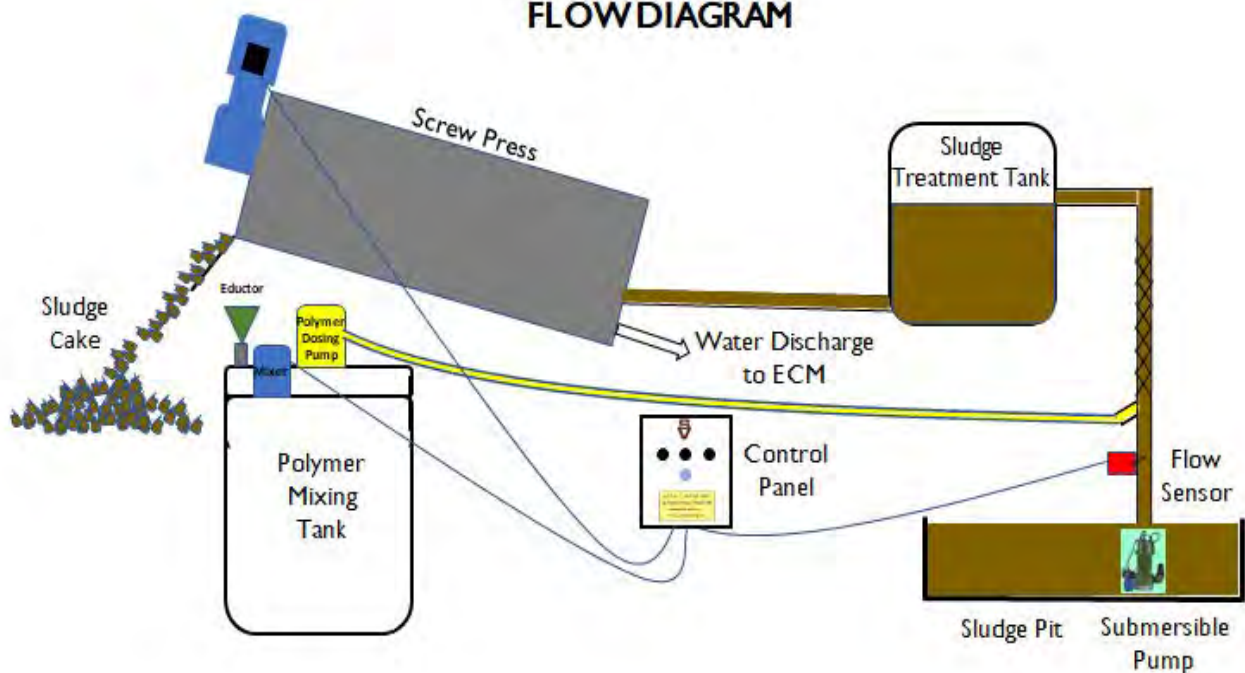 FLOW DIAGRAM
Screw Press
Sludge
Treatment Tank
Sludge
Cake
Eductor
Polymer
Dosing
Pump
Mixer
Water Discharge
to ECM
Polymer
Mixing
Tank
Control
Panel
Flow
Sensor
Sludge Pit
Submersible
Pump